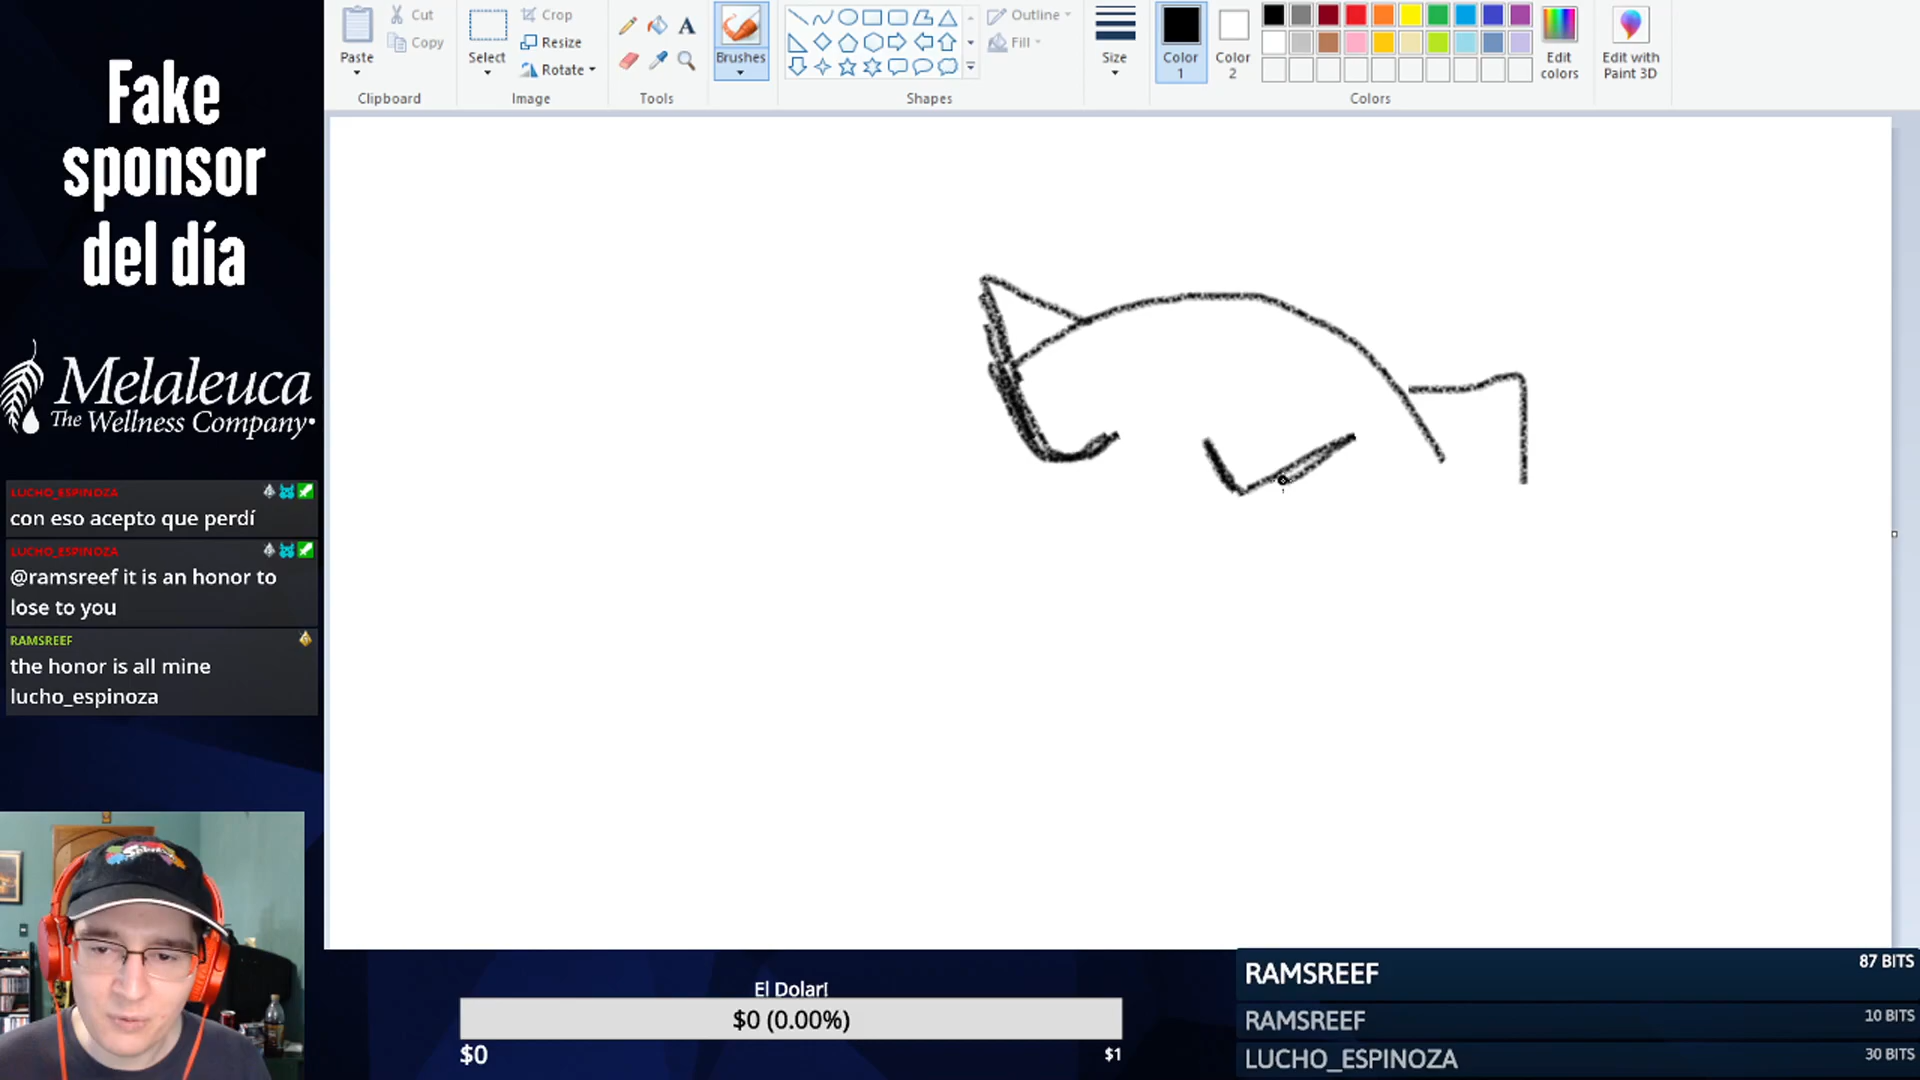 Fake
sponsor
del día
Melaleuca
The Wellness Company
LUCHO_ESPINOZA
con eso acepto que perdí
LUCHO_ESPINOZA
@ramsreef it is an honor to
lose to you
RAMSREEF
the honor is all mine
lucho_espinoza
Paste
Cut
Copy
Clipboard
Select
Crop
Resize
Rotate
Image
Tools
Brushes
Shapes
Outline
Fill
Size
Color
1
Color
2
Edit
colors
Colors
Edit with
Paint 3D
El Dolar!
$0 (0.00%)
$0
$1
RAMSREEF
87 BITS
RAMSREEF
10 BITS
LUCHO_ESPINOZA
30 BITS